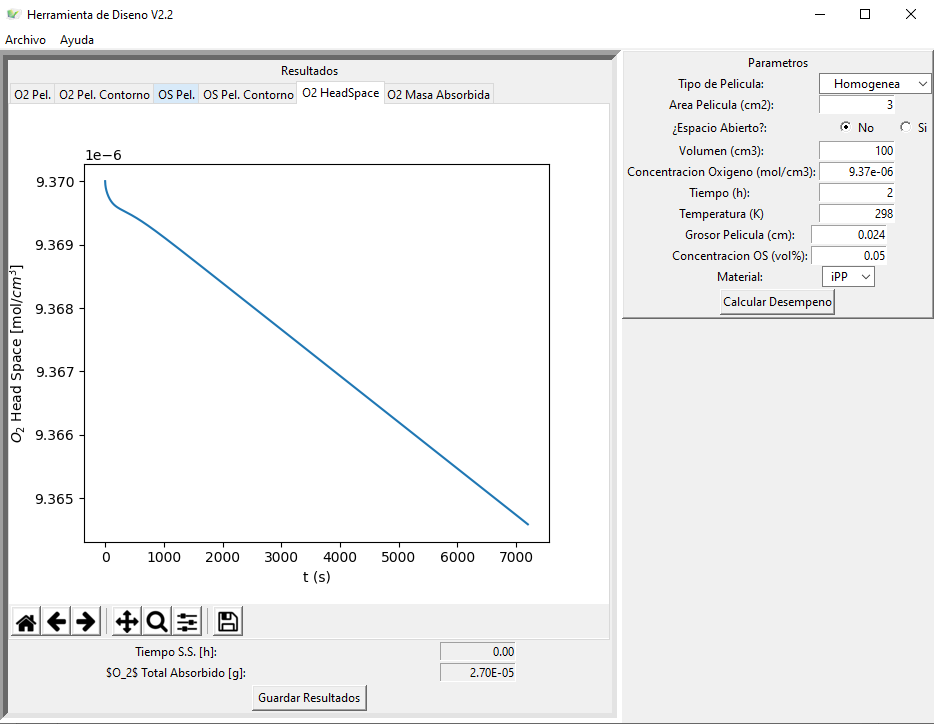 Herramienta de Diseno V2.2
Archivo Ayuda
Resultados
O2 Pel. O2 Pel. Contorno OS Pel. OS Pel. Contorno O2 HeadSpace O2 Masa Absorbida
1e−6
9.370
9.369
9.368
9.367
9.366
9.365
O2 Head Space [mol/cm3]
0 1000 2000 3000 4000 5000 6000 7000
t (s)
Tiempo S.S. [h]: 0.00
$O_2$ Total Absorbido [g]: 2.70E-05
Guardar Resultados
Parametros
Tipo de Pelicula: Homogenea
Area Pelicula (cm2): 3
¿Espacio Abierto?: No Si
Volumen (cm3): 100
Concentracion Oxigeno (mol/cm3): 9.37e-06
Tiempo (h): 2
Temperatura (K) 298
Grosor Pelicula (cm): 0.024
Concentracion OS (vol%): 0.05
Material: iPP
Calcular Desempeno